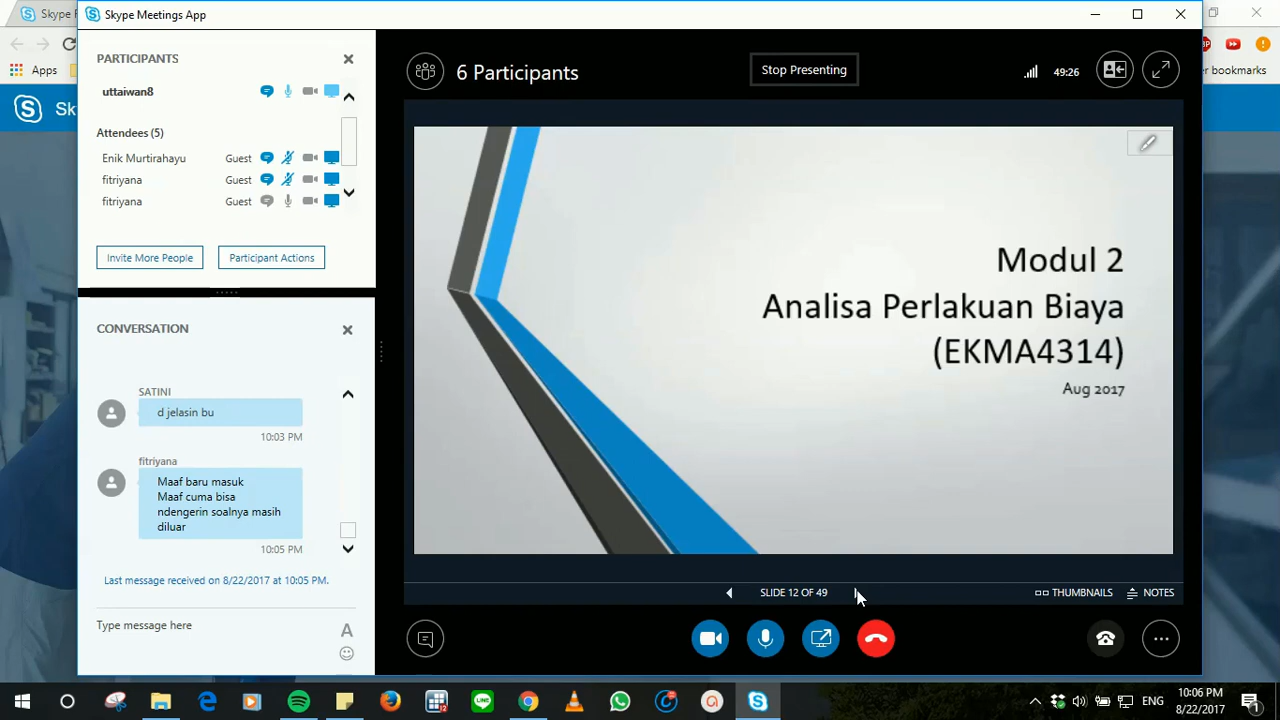 Skype Meetings App
Skype
Apps
er bookmarks
Sk
PARTICIPANTS
uttaiwan8
Attendees (5)
Enik Murtirahayu Guest
fitriyana Guest
fitriyana Guest
Invite More People Participant Actions
CONVERSATION
SATINI
d jelasin bu
10:03 PM
fitriyana
Maaf baru masuk
Maaf cuma bisa
ndengerin soalnya masih
diluar
10:05 PM
Last message received on 8/22/2017 at 10:05 PM.
Type message here
6 Participants
Stop Presenting
49:26
Modul 2
Analisa Perlakuan Biaya
(EKMA4314)
Aug 2017
SLIDE 12 OF 49
THUMBNAILS
NOTES
ENG
10:06 PM
8/22/2017